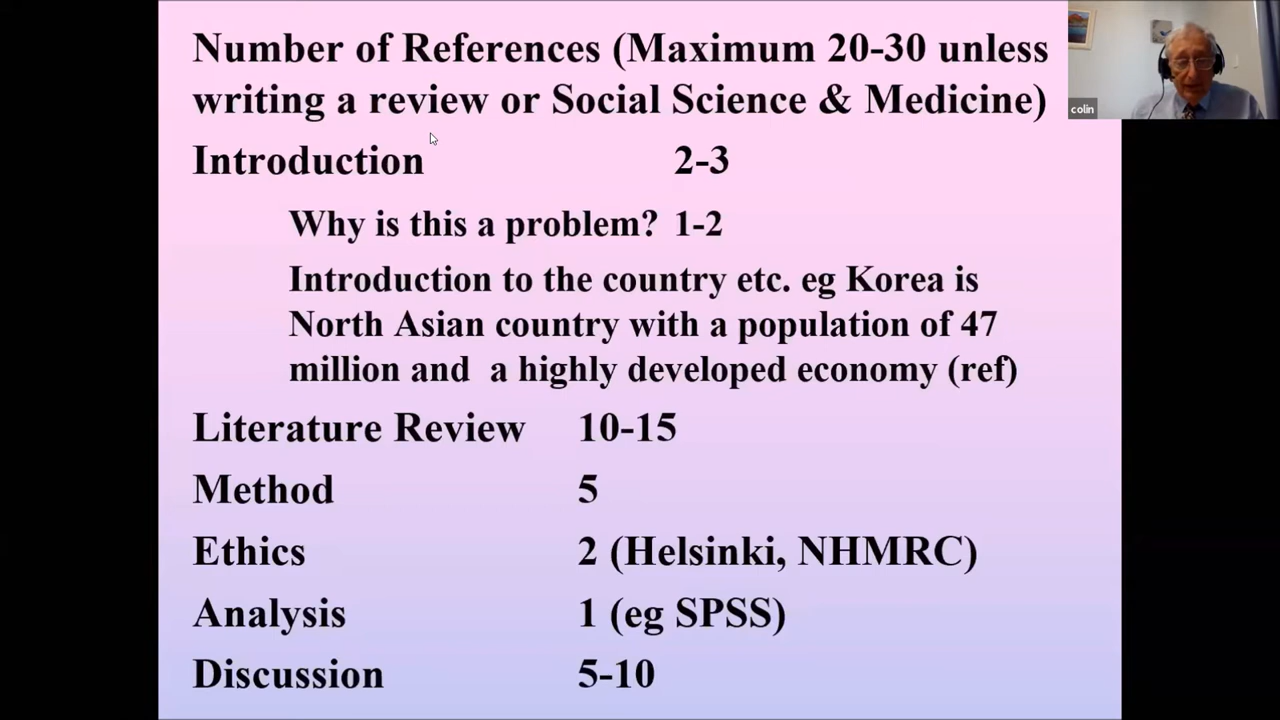 Number of References (Maximum 20-30 unless
writing a review or Social Science & Medicine)
colin
Introduction 2-3
Why is this a problem? 1-2
Introduction to the country etc. eg Korea is
North Asian country with a population of 47
million and a highly developed economy (ref)
Literature Review 10-15
Method 5
Ethics 2 (Helsinki, NHMRC)
Analysis 1 (eg SPSS)
Discussion 5-10